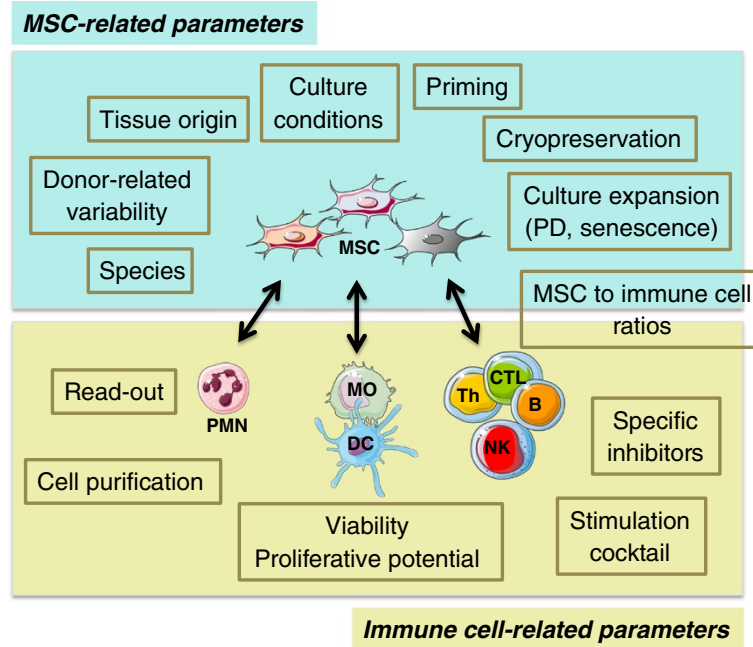 MSC-related parameters
Culture
conditions
Priming
Tissue origin
Cryopreservation
Donor-related
variability
Culture expansion
(PD, senescence)
MSC
Species
MSC to immune cell
ratios
Read-out
PMN
MO
DC
CTL
Th
B
NK
Specific
inhibitors
Cell purification
Viability
Proliferative potential
Stimulation
cocktail
Immune cell-related parameters